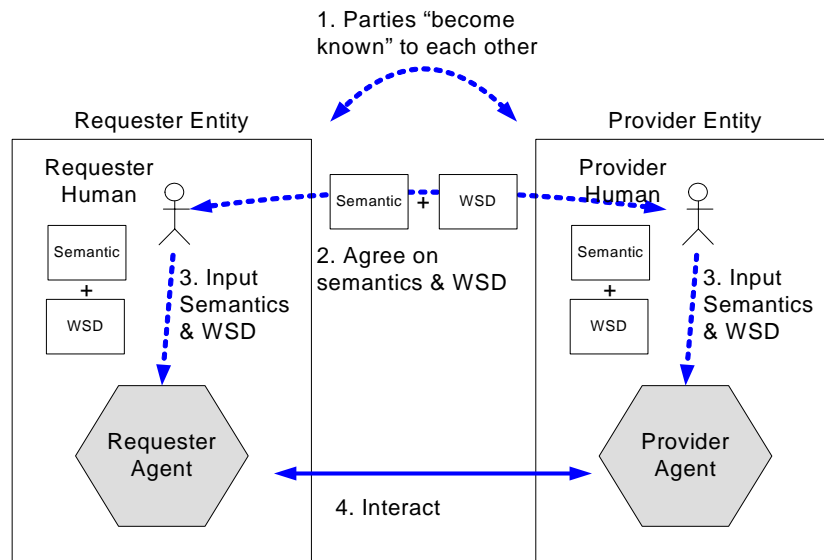 1. Parties “become
known” to each other
Requester Entity
Provider Entity
Requester
Human
Semantic
+
WSD
3. Input
Semantics
& WSD
Semantic
+
WSD
2. Agree on
semantics & WSD
Provider
Human
Semantic
+
WSD
3. Input
Semantics
& WSD
Requester
Agent
Provider
Agent
4. Interact